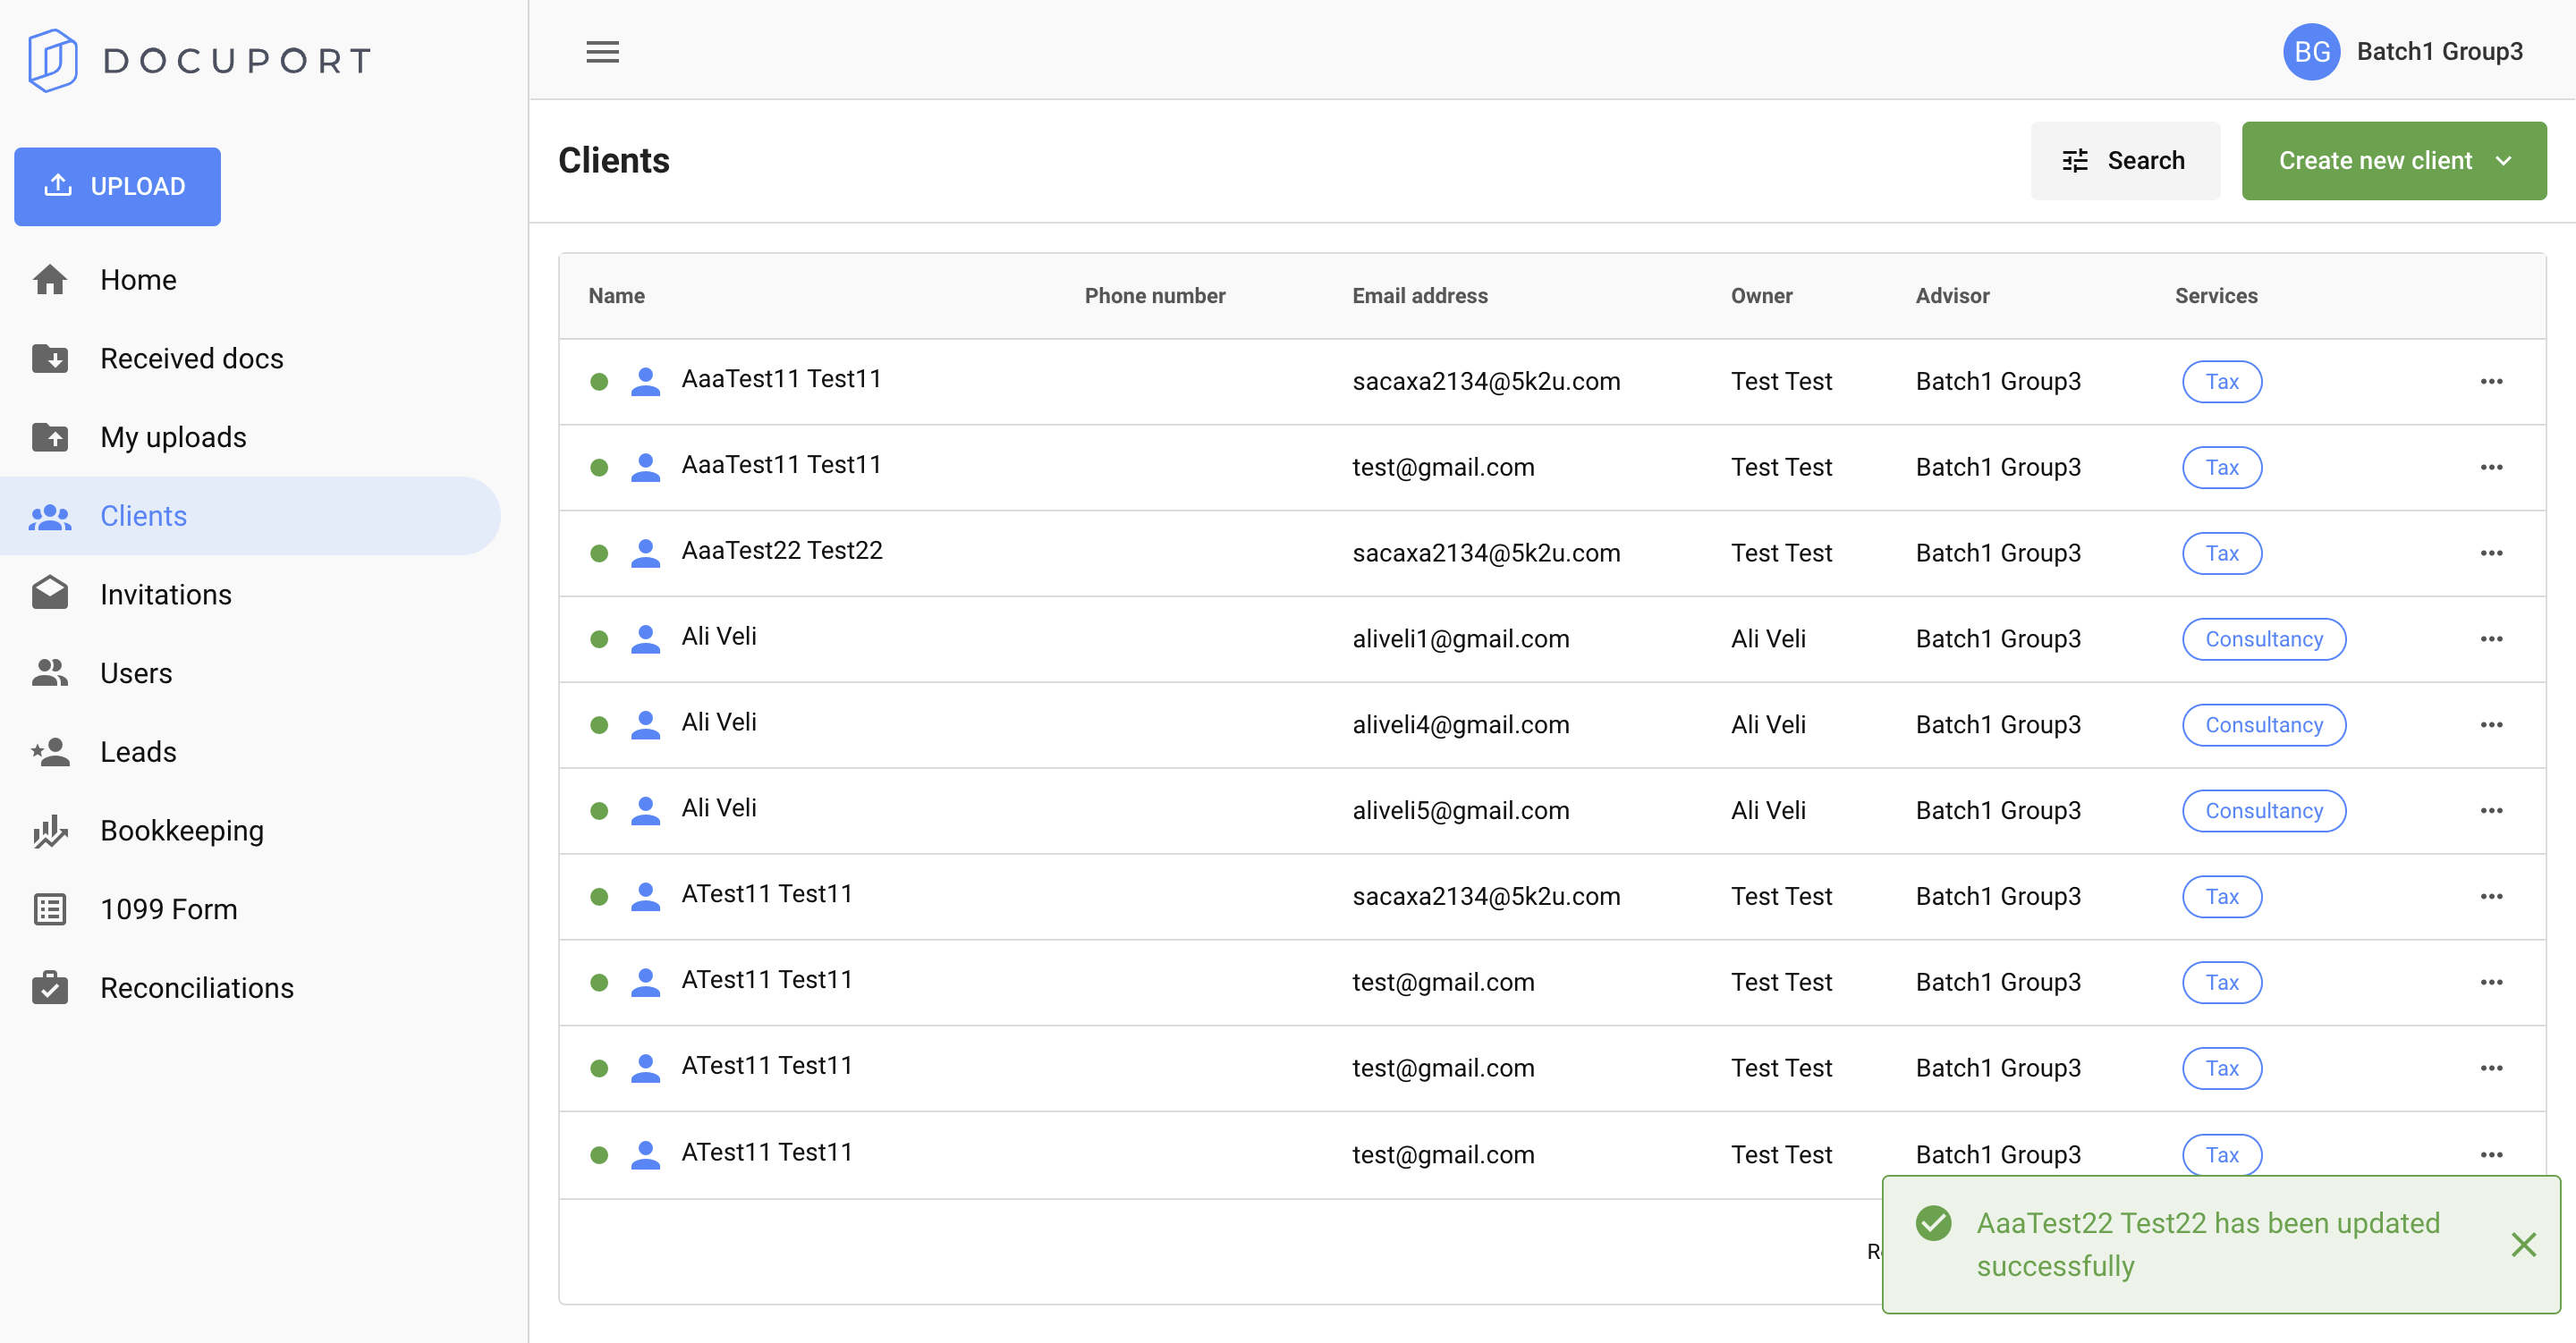 DOCUPORT
BG Batch1 Group3
UPLOAD
Home
Received docs
My uploads
Clients
Invitations
Users
Leads
Bookkeeping
1099 Form
Reconciliations
Clients
Search
Create new client
Name Phone number Email address Owner Advisor Services
AaaTest11 Test11 sacaxa2134@5k2u.com Test Test Batch1 Group3 Tax
AaaTest11 Test11 test@gmail.com Test Test Batch1 Group3 Tax
AaaTest22 Test22 sacaxa2134@5k2u.com Test Test Batch1 Group3 Tax
Ali Veli aliveli1@gmail.com Ali Veli Batch1 Group3 Consultancy
Ali Veli aliveli4@gmail.com Ali Veli Batch1 Group3 Consultancy
Ali Veli aliveli5@gmail.com Ali Veli Batch1 Group3 Consultancy
ATest11 Test11 sacaxa2134@5k2u.com Test Test Batch1 Group3 Tax
ATest11 Test11 test@gmail.com Test Test Batch1 Group3 Tax
ATest11 Test11 test@gmail.com Test Test Batch1 Group3 Tax
ATest11 Test11 test@gmail.com Test Test Batch1 Group3 Tax
AaaTest22 Test22 has been updated
successfully